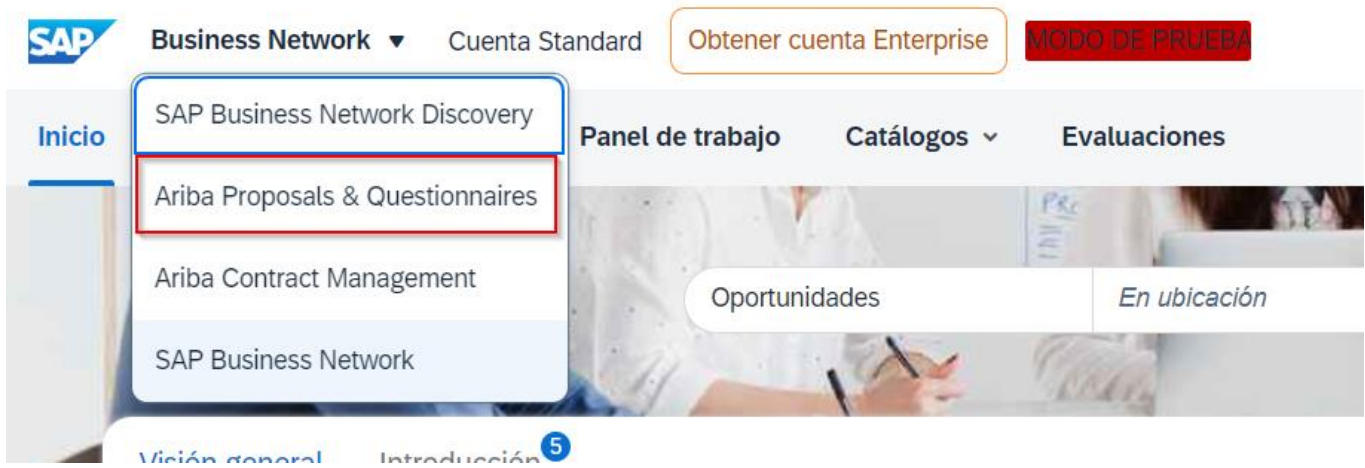 SAP Business Network ▼ Cuenta Standard Obtener cuenta Enterprise MODO DE PRUEBA
SAP Business Network Discovery
Inicio Panel de trabajo Catálogos Evaluaciones
Ariba Proposals & Questionnaires
Ariba Contract Management
Oportunidades En ubicación
SAP Business Network
Visión general Introducción 5